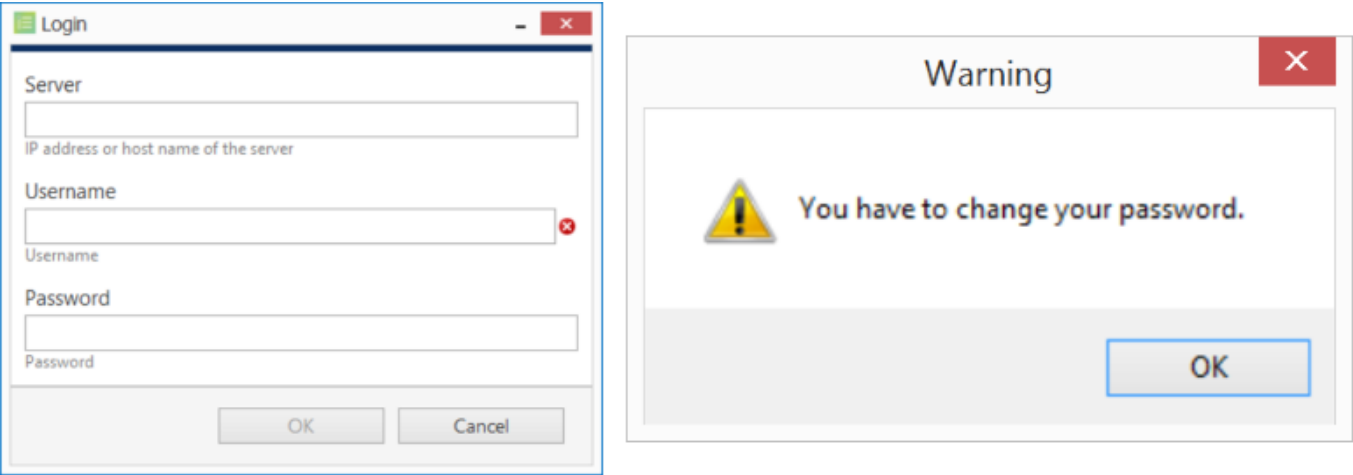 Login
Server
IP address or host name of the server
Username
Username
Password
Password
OK
Cancel
Warning
You have to change your password.
OK